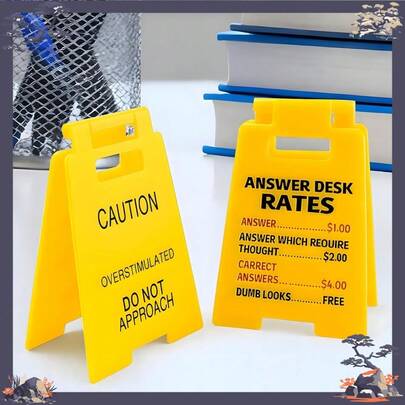 CAUTION
OVERSTIMULATED
DO NOT
APPROACH
ANSWER DESK
RATES
ANSWER....................$1.00
ANSWER WHICH REOUIRE
THOUGHT................$2.00
CARRECT
ANSWERS................$4.00
DUMB LOOKS..........FREE